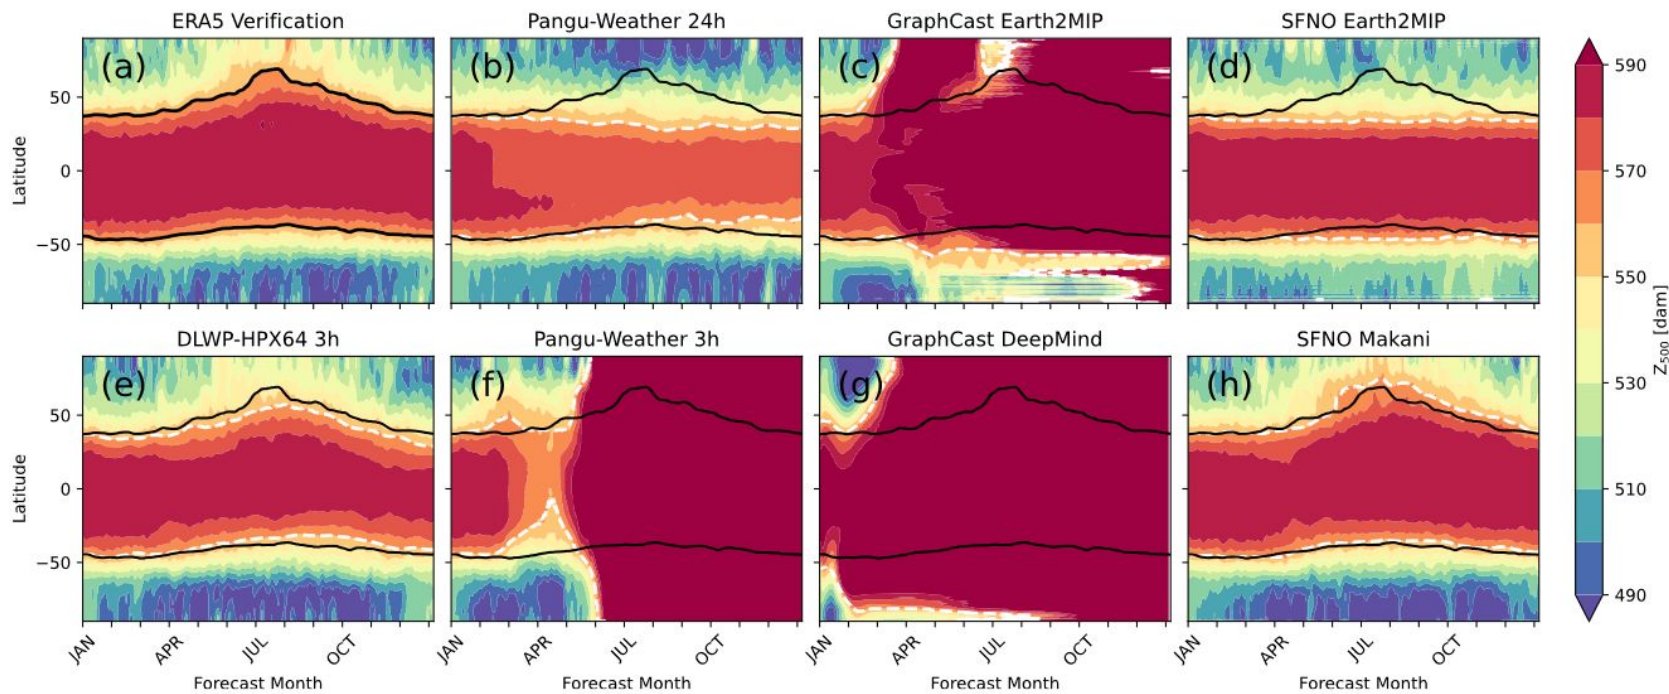 ERA5 Verification
Pangu-Weather 24h
GraphCast Earth2MIP
SFNO Earth2MIP
(a)
(b)
(c)
(d)
50
0
−50
Latitude
590
570
550
530
510
490
Z500 [dam]
DLWP-HPX64 3h
Pangu-Weather 3h
GraphCast DeepMind
SFNO Makani
(e)
(f)
(g)
(h)
50
0
−50
Latitude
JAN APR JUL OCT
JAN APR JUL OCT
JAN APR JUL OCT
JAN APR JUL OCT
Forecast Month
Forecast Month
Forecast Month
Forecast Month